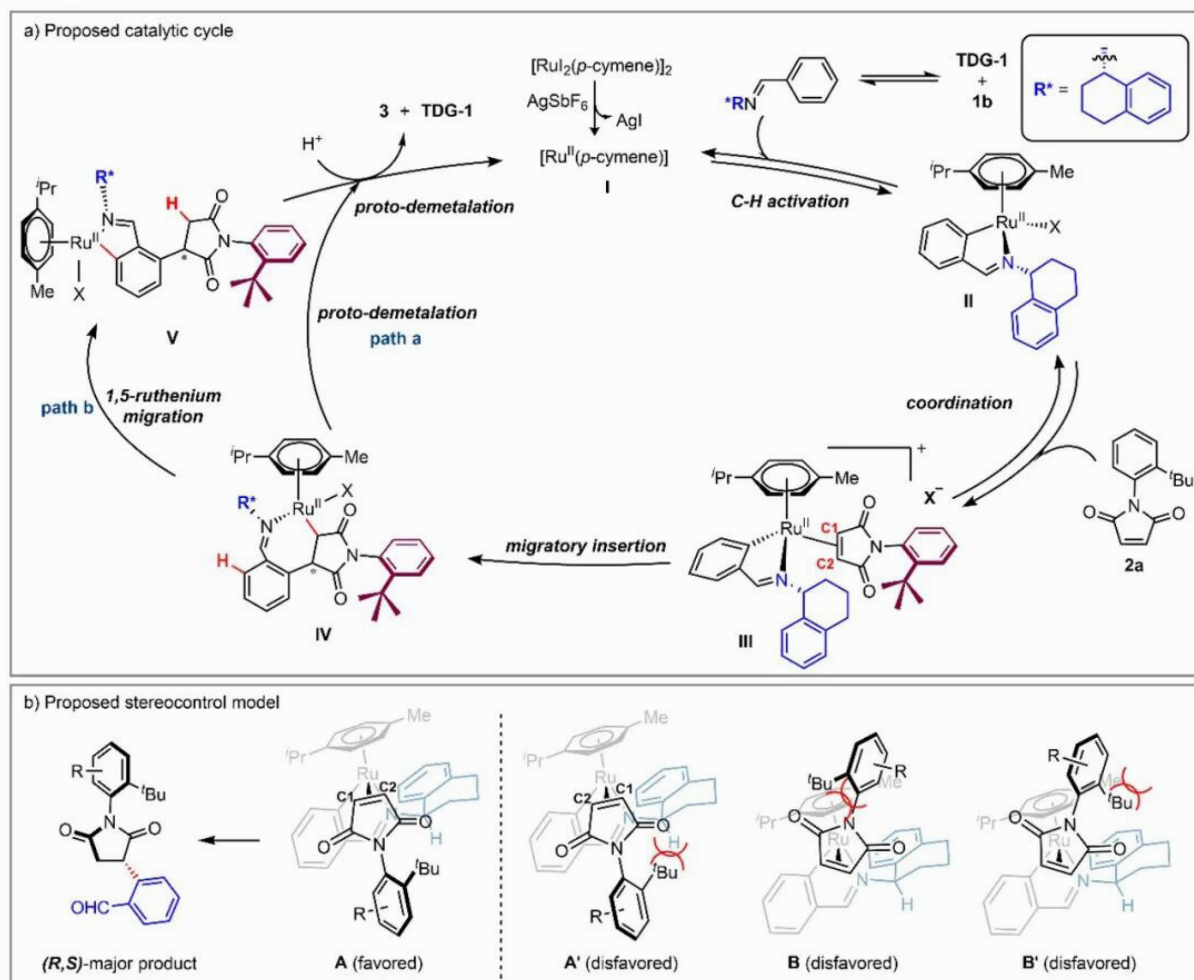 a) Proposed catalytic cycle
[RuI₂(p-cymene)]₂
AgSbF₆
AgI
[Ruᴵᴵ(p-cymene)]
I
*RN
TDG-1
+
1b
R* =
3 + TDG-1
H⁺
proto-demetalation
C-H activation
ⁱPr
Me
Ruᴵᴵ
X
N
II
R*
N
H
O
ⁱPr
Ruᴵᴵ
N
*
O
Me
X
V
proto-demetalation
path a
path b
1,5-ruthenium
migration
coordination
O
N
O
ᵗBu
2a
ⁱPr
Me
R*
Ruᴵᴵ
X
N
O
H
N
*
O
IV
migratory insertion
+
X⁻
ⁱPr
Me
Ruᴵᴵ
C1
O
N
C2
O
N
III
b) Proposed stereocontrol model
R
ᵗBu
O
N
O
OHC
(R,S)-major product
Me
ⁱPr
Ru
C1
C2
O
O
N
H
ᵗBu
R
A (favored)
Me
ⁱPr
Ru
C2
C1
O
O
H
N
ᵗBu
R
A' (disfavored)
ᵗBu
R
O
N
Me
ⁱPr
Ru
O
N
H
B (disfavored)
R
Me
ᵗBu
O
N
ⁱPr
Ru
O
N
H
B' (disfavored)